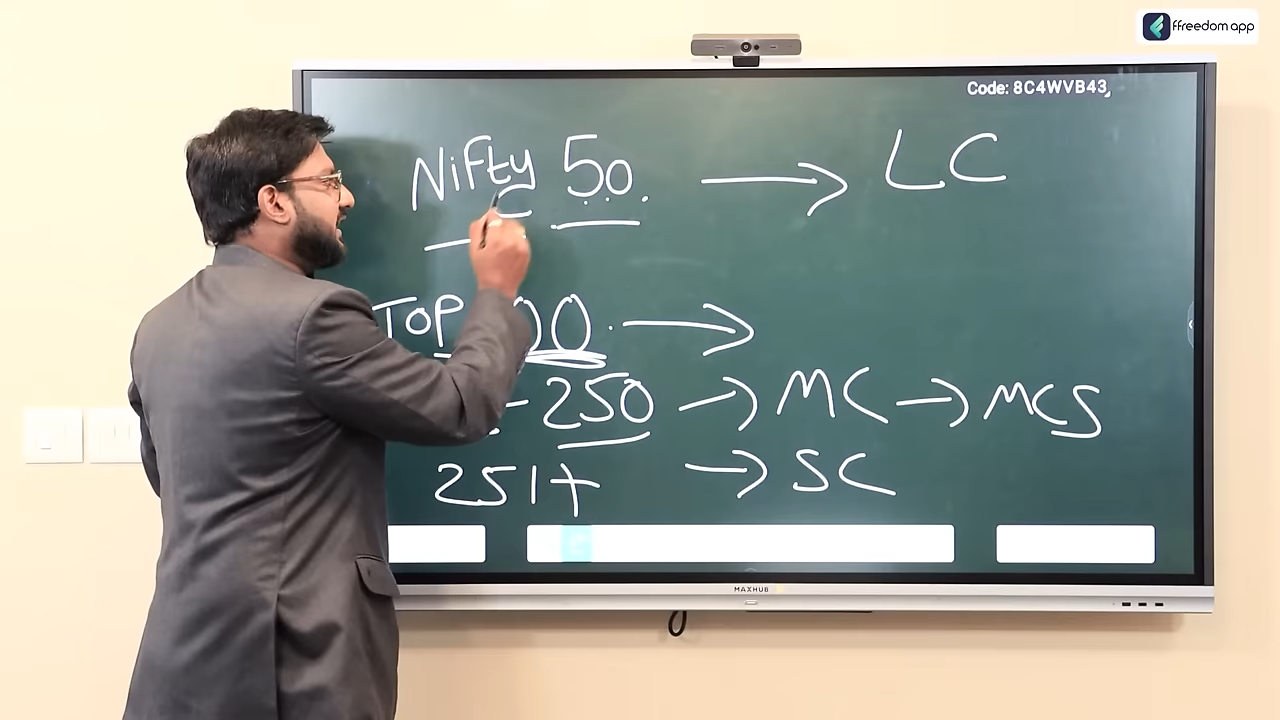 ffreedom app
Code: 8C4WVB43
Nifty 50 → LC
TOP 00 →
- 250 → MC → MCS
251+ → SC
MAXHUB